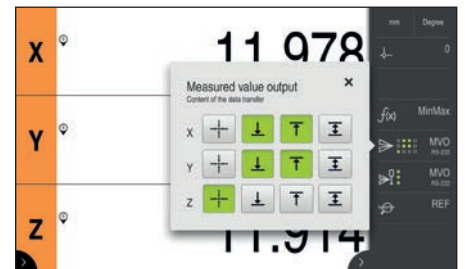 mm Degree
X 11.978
0
Measured value output ×
Content of the data transfer
f(x) MinMax
X
MVO
RS-232
Y
Y
MVO
RS-232
Z
REF
Z 11.914